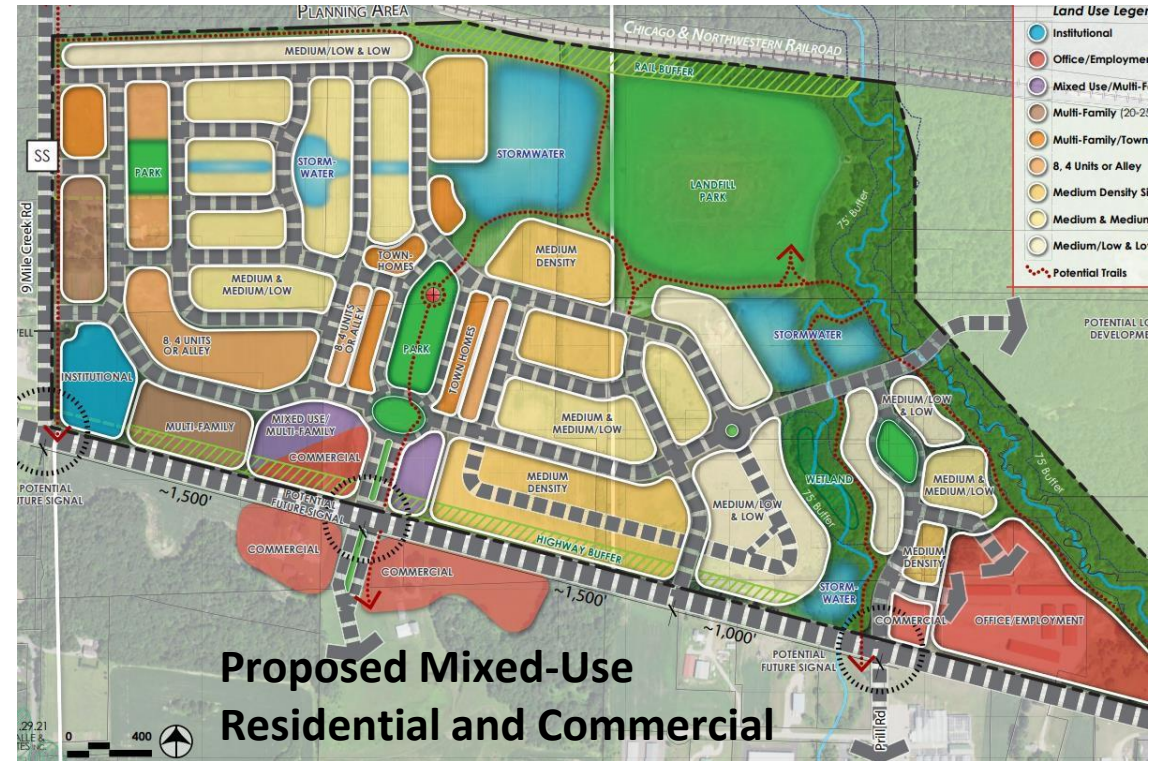 PLANNING AREA
CHICAGO & NORTHWESTERN RAILROAD
RAIL BUFFER
Land Use Legen
Institutional
Office/Employmen
Mixed Use/Multi-F
Multi-Family (20-25
Multi-Family/Town
8, 4 Units or Alley
Medium Density Si
Medium & Medium
Medium/Low & Lo
Potential Trails
MEDIUM/LOW & LOW
SS
9 Mile Creek Rd
PARK
STORM-
WATER
STORMWATER
LANDFILL
PARK
75' Buffer
TOWN-
HOMES
MEDIUM
DENSITY
MEDIUM &
MEDIUM/LOW
8, 4 UNITS
OR ALLEY
8, 4 UNITS
OR ALLEY
PARK
TOWN HOMES
STORMWATER
POTENTIAL LO
DEVELOPME
INSTITUTIONAL
MULTI-FAMILY
MIXED USE/
MULTI-FAMILY
COMMERCIAL
MEDIUM &
MEDIUM/LOW
MEDIUM/LOW
& LOW
MEDIUM
DENSITY
MEDIUM/LOW
& LOW
WETLAND
75' Buffer
MEDIUM &
MEDIUM/LOW
75' Buffer
POTENTIAL
UTURE SIGNAL
~1,500'
POTENTIAL
FUTURE SIGNAL
HIGHWAY BUFFER
MEDIUM
DENSITY
COMMERCIAL
COMMERCIAL
~1,500'
STORM-
WATER
COMMERCIAL
OFFICE/EMPLOYMENT
~1,000'
POTENTIAL
FUTURE SIGNAL
Prill Rd
Proposed Mixed-Use
Residential and Commercial
.29.21
0 400